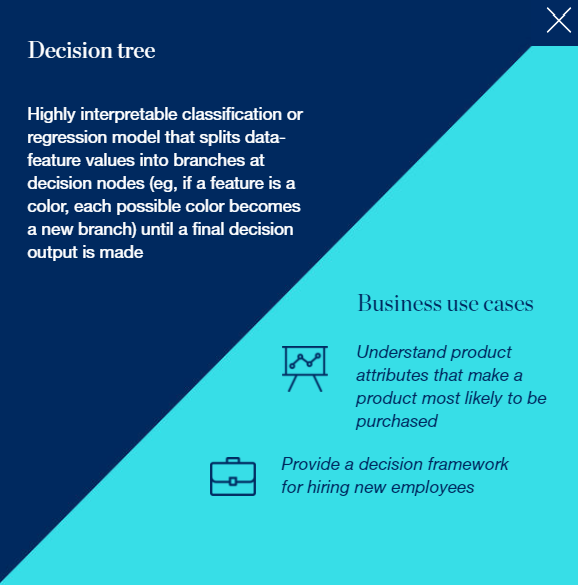 Decision tree
Highly interpretable classification or
regression model that splits data-
feature values into branches at
decision nodes (eg, if a feature is a
color, each possible color becomes
a new branch) until a final decision
output is made
Business use cases
Understand product
attributes that make a
product most likely to be
purchased
Provide a decision framework
for hiring new employees